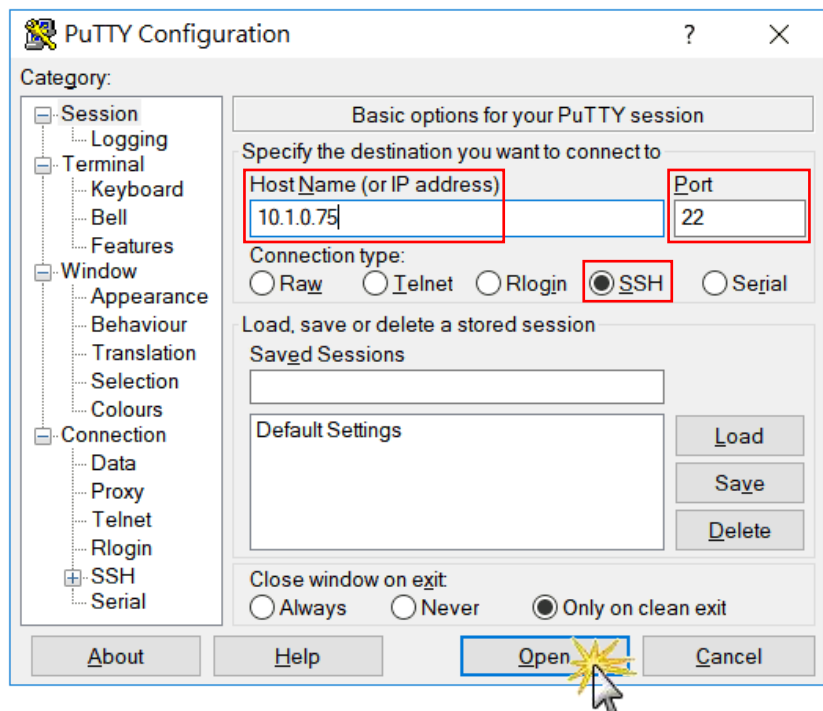 PuTTY Configuration ?
Category:
Session
Logging
Terminal
Keyboard
Bell
Features
Window
Appearance
Behaviour
Translation
Selection
Colours
Connection
Data
Proxy
Telnet
Rlogin
SSH
Serial
Basic options for your PuTTY session
Specify the destination you want to connect to
Host Name (or IP address) Port
10.1.0.75 22
Connection type:
Raw Telnet Rlogin SSH Serial
Load, save or delete a stored session
Saved Sessions
Default Settings
Load
Save
Delete
Close window on exit:
Always Never Only on clean exit
About Help Open Cancel